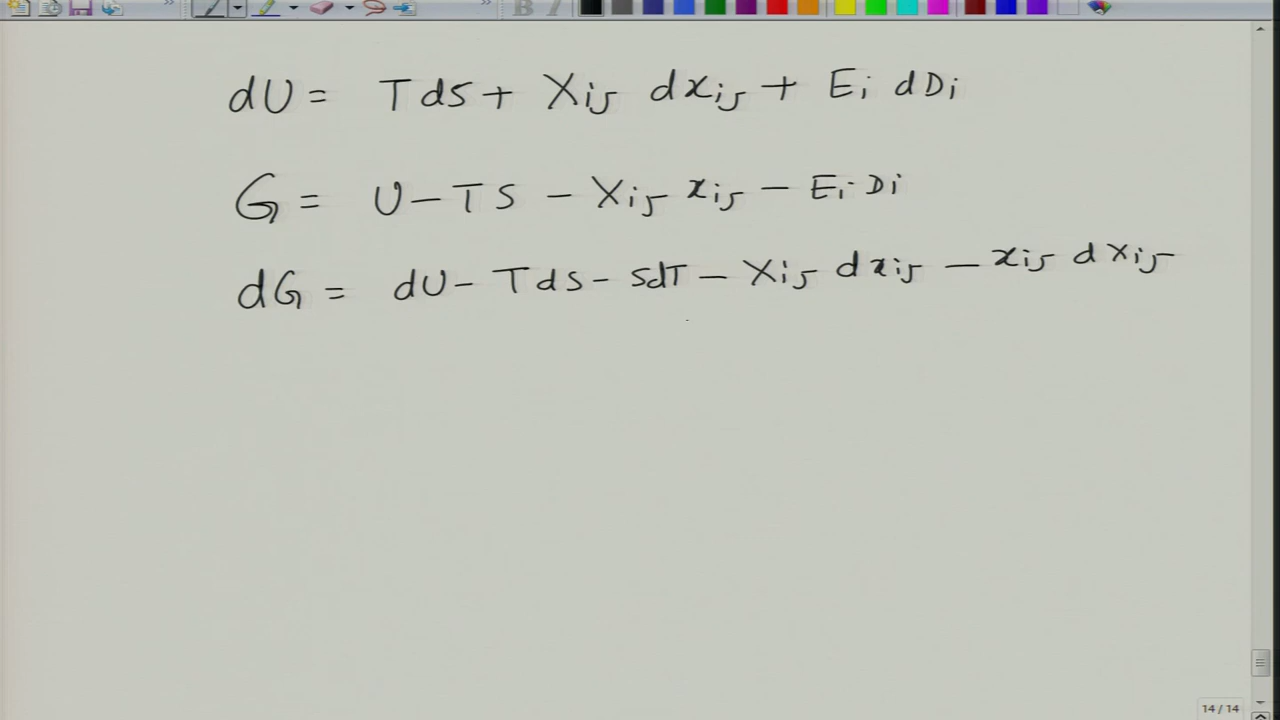 dU = TdS + Xij dxij + Ei dDi
G = U - TS - Xij xij - Ei Di
dG = dU - TdS - SdT - Xij dxij - xij dXij
14 / 14